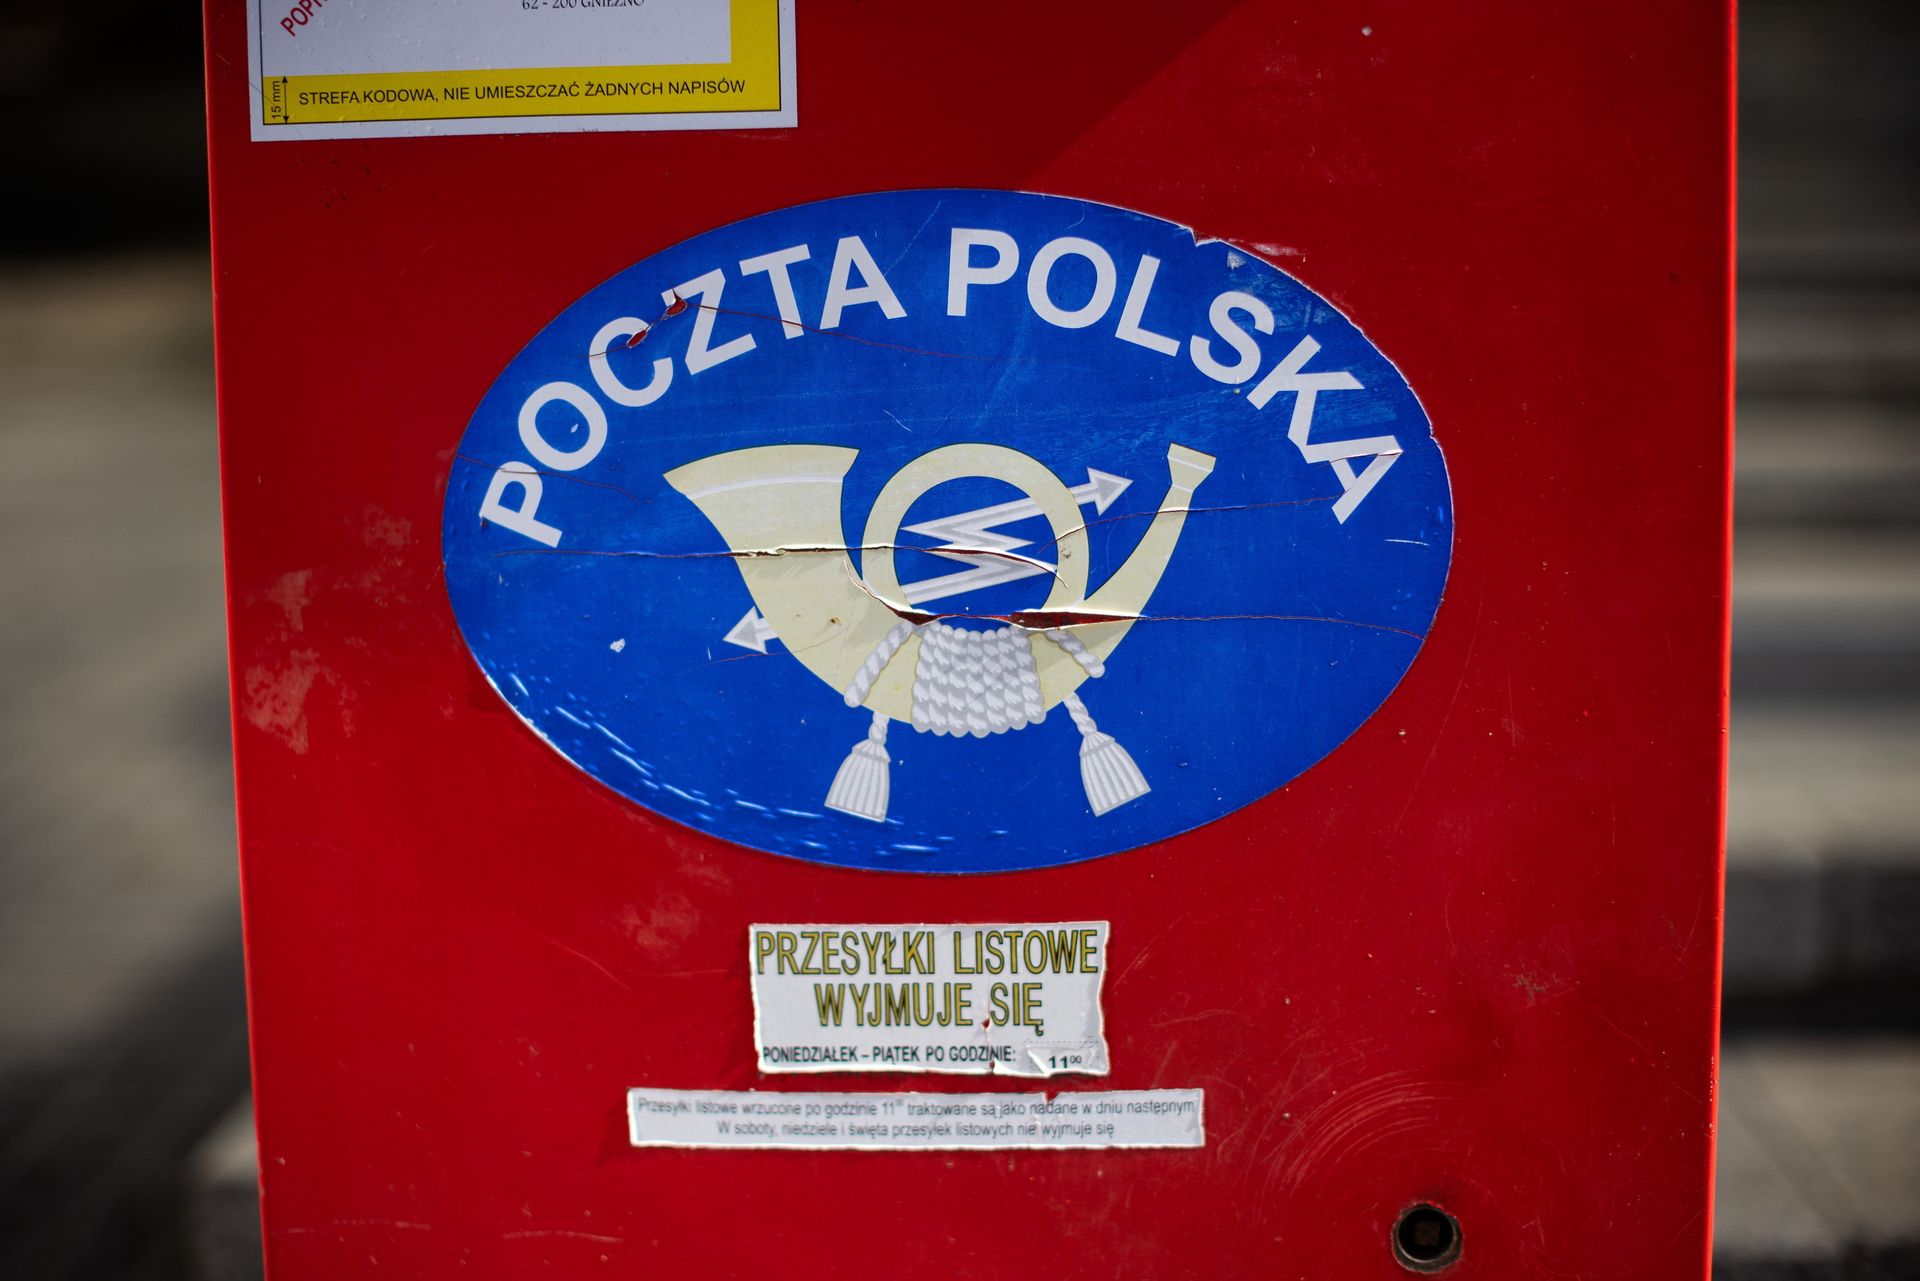 62 - 200 GNIEZNO
15 mm
STREFA KODOWA, NIE UMIESZCZAĆ ŻADNYCH NAPISÓW
POCZTA POLSKA
PRZESYŁKI LISTOWE
WYJMUJE SIĘ
PONIEDZIAŁEK – PIĄTEK PO GODZINIE: 11⁰⁰
Przesyłki listowe wrzucone po godzinie 11⁰⁰ traktowane są jako nadane w dniu następnym
W soboty, niedziele i święta przesyłek listowych nie wyjmuje się